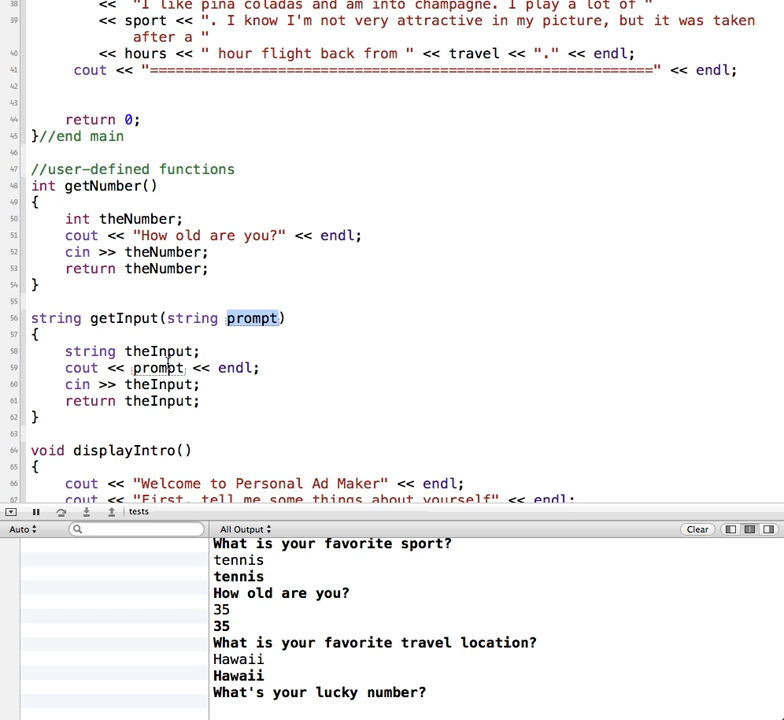 38 << "I like pina coladas and am into champagne. I play a lot of "
39 << sport << ". I know I'm not very attractive in my picture, but it was taken
after a "
40 << hours << " hour flight back from " << travel << "." << endl;
41 cout << "===========================================================" << endl;
42
43
44 return 0;
45 }//end main
46
47 //user-defined functions
48 int getNumber()
49 {
50 int theNumber;
51 cout << "How old are you?" << endl;
52 cin >> theNumber;
53 return theNumber;
54 }
55
56 string getInput(string prompt)
57 {
58 string theInput;
59 cout << prompt << endl;
60 cin >> theInput;
61 return theInput;
62 }
63
64 void displayIntro()
65 {
66 cout << "Welcome to Personal Ad Maker" << endl;
67 cout << "First, tell me some things about yourself" << endl;
tests
Auto All Output Clear
What is your favorite sport?
tennis
tennis
How old are you?
35
35
What is your favorite travel location?
Hawaii
Hawaii
What's your lucky number?